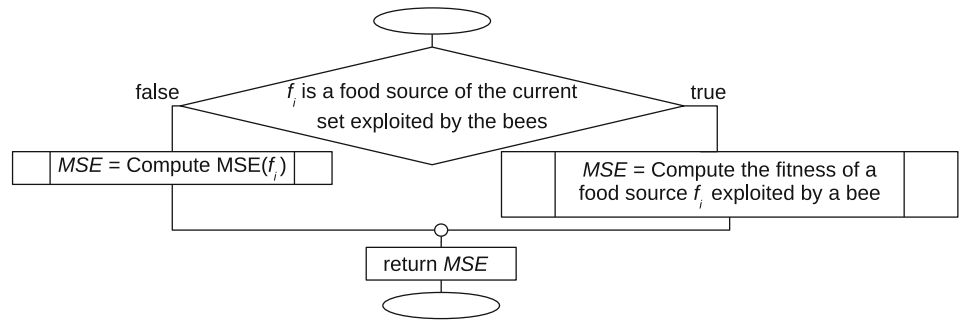 false
f_i is a food source of the current
set exploited by the bees
true
MSE = Compute MSE(f_i)
MSE = Compute the fitness of a
food source f_i exploited by a bee
return MSE